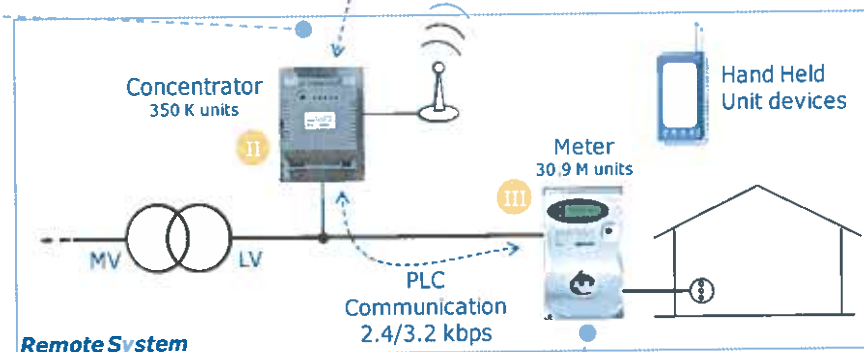 Concentrator
350 K units
II
Hand Held
Unit devices
Meter
30,9 M units
III
MV
LV
PLC
Communication
2.4/3.2 kbps
Remote System